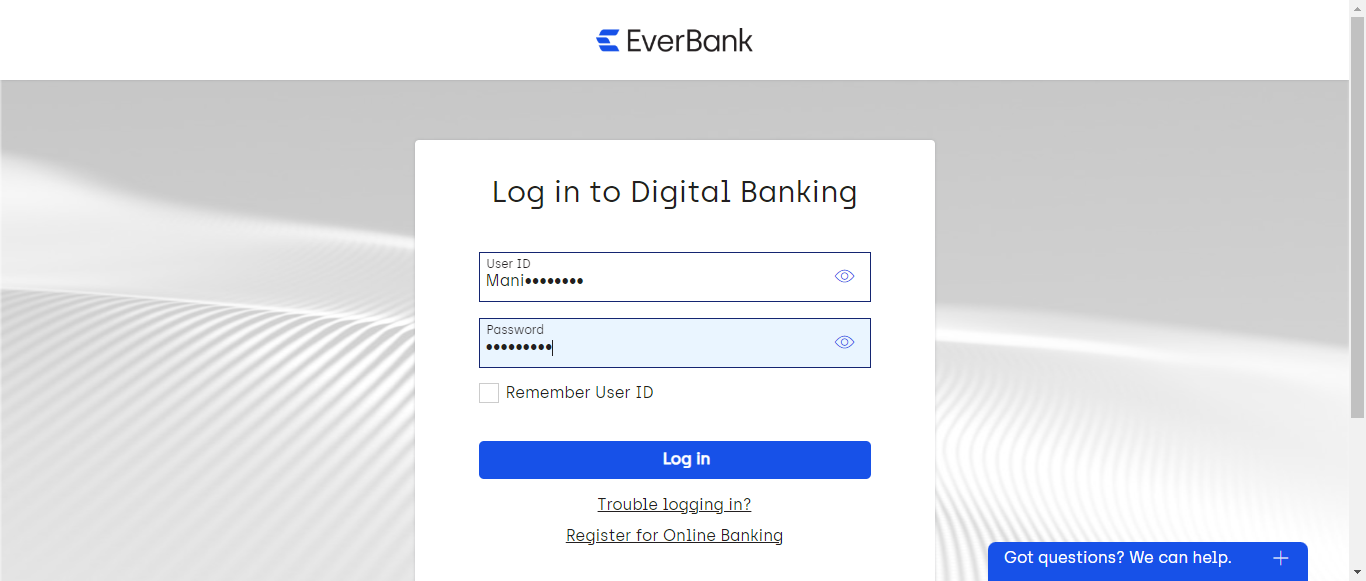 EverBank
Log in to Digital Banking
User ID
Mani••••••••
Password
•••••••••
Remember User ID
Log in
Trouble logging in?
Register for Online Banking
Got questions? We can help.